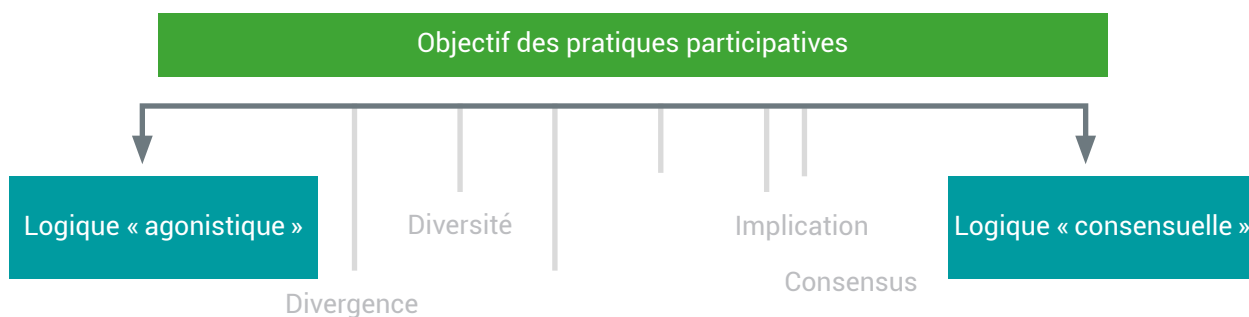 Objectif des pratiques participatives
Logique « agonistique »
Diversité
Implication
Logique « consensuelle »
Consensus
Divergence